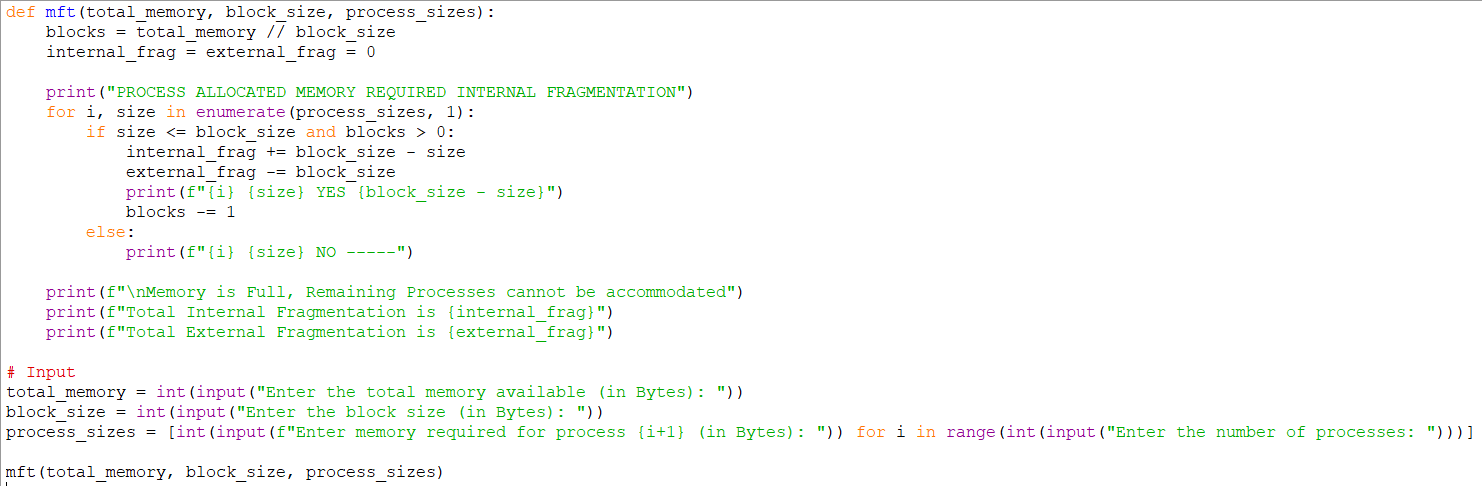 def mft(total_memory, block_size, process_sizes):
    blocks = total_memory // block_size
    internal_frag = external_frag = 0

    print("PROCESS ALLOCATED MEMORY REQUIRED INTERNAL FRAGMENTATION")
    for i, size in enumerate(process_sizes, 1):
        if size <= block_size and blocks > 0:
            internal_frag += block_size - size
            external_frag -= block_size
            print(f"{i} {size} YES {block_size - size}")
            blocks -= 1
        else:
            print(f"{i} {size} NO -----")

    print(f"\nMemory is Full, Remaining Processes cannot be accommodated")
    print(f"Total Internal Fragmentation is {internal_frag}")
    print(f"Total External Fragmentation is {external_frag}")

# Input
total_memory = int(input("Enter the total memory available (in Bytes): "))
block_size = int(input("Enter the block size (in Bytes): "))
process_sizes = [int(input(f"Enter memory required for process {i+1} (in Bytes): ")) for i in range(int(input("Enter the number of processes: ")))]

mft(total_memory, block_size, process_sizes)